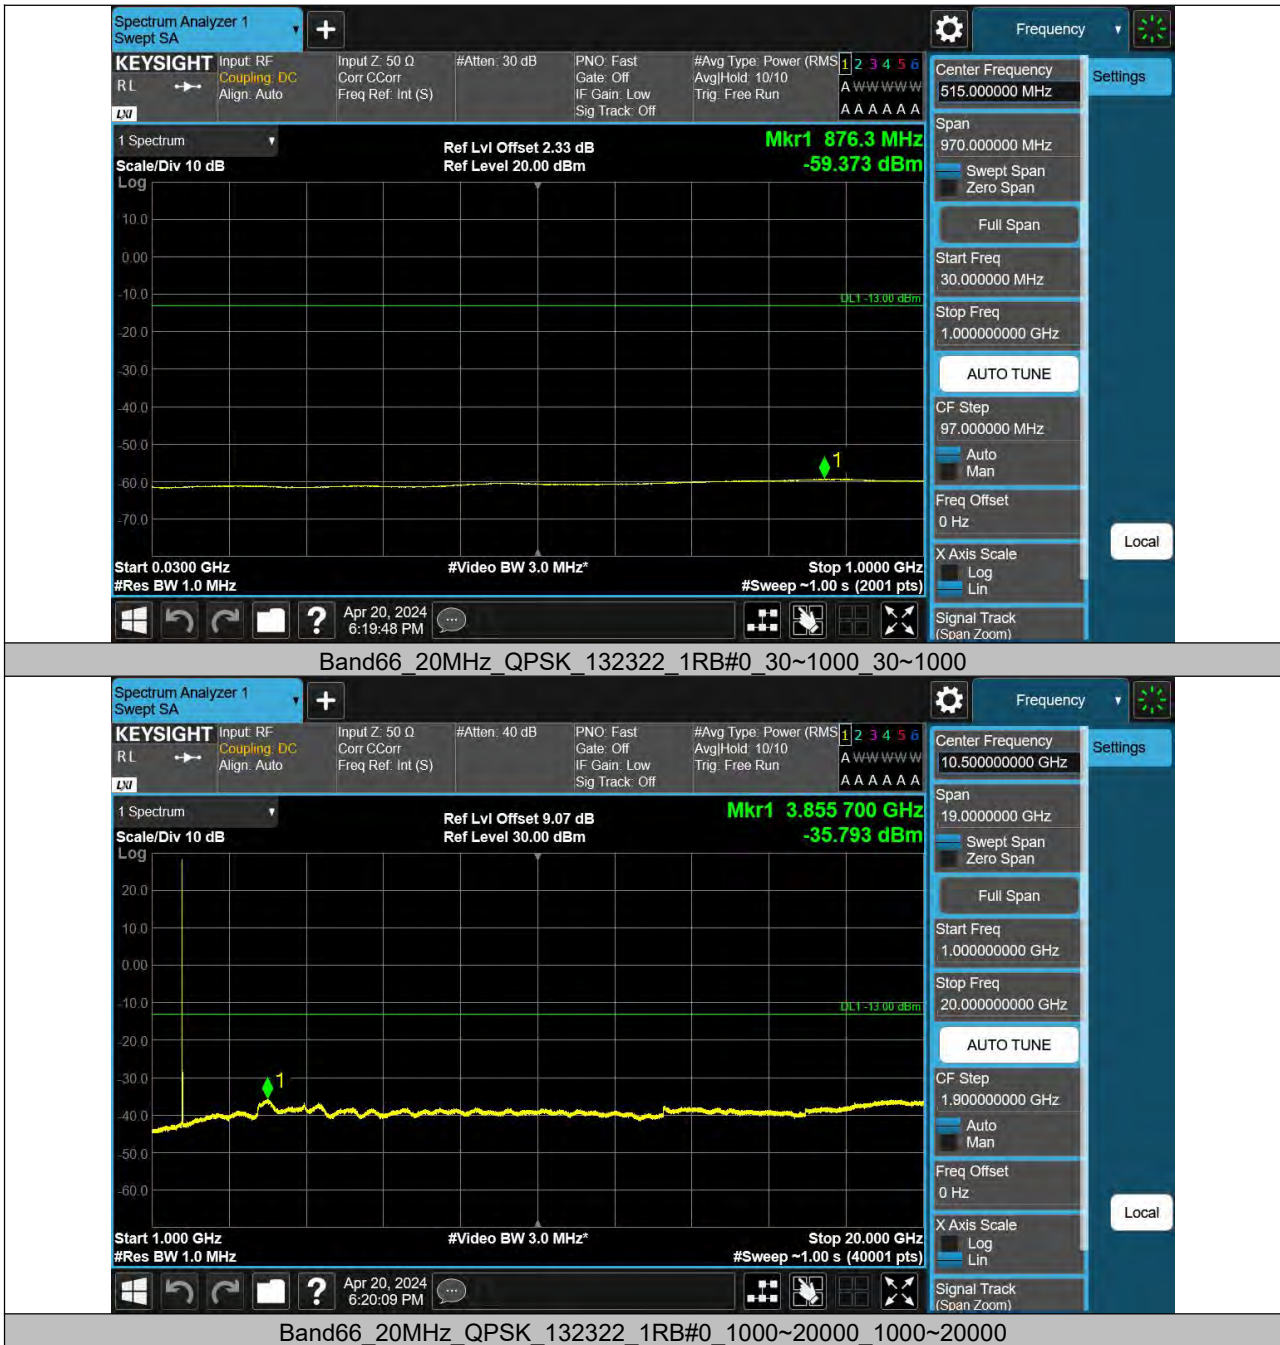 Spectrum Analyzer 1
Swept SA
Frequency
KEYSIGHT
RL
LXI
Input: RF
Coupling: DC
Align: Auto
Input Z: 50 Ω
Corr CCorr
Freq Ref: Int (S)
#Atten: 30 dB
PNO: Fast
Gate: Off
IF Gain: Low
Sig Track: Off
#Avg Type: Power (RMS
Avg|Hold: 10/10
Trig: Free Run
1 2 3 4 5 6
A W W W W W
A A A A A A
1 Spectrum
Scale/Div 10 dB
Log
Ref Lvl Offset 2.33 dB
Ref Level 20.00 dBm
Mkr1 876.3 MHz
-59.373 dBm
10.0
0.00
-10.0
-20.0
-30.0
-40.0
-50.0
-60.0
-70.0
DL1 -13.00 dBm
1
Start 0.0300 GHz
#Res BW 1.0 MHz
#Video BW 3.0 MHz*
Stop 1.0000 GHz
#Sweep ~1.00 s (2001 pts)
Apr 20, 2024
6:19:48 PM
Center Frequency
515.000000 MHz
Span
970.000000 MHz
Swept Span
Zero Span
Full Span
Start Freq
30.000000 MHz
Stop Freq
1.000000000 GHz
AUTO TUNE
CF Step
97.000000 MHz
Auto
Man
Freq Offset
0 Hz
X Axis Scale
Log
Lin
Signal Track
(Span Zoom)
Settings
Local
Band66_20MHz_QPSK_132322_1RB#0_30~1000_30~1000
Spectrum Analyzer 1
Swept SA
Frequency
KEYSIGHT
RL
LXI
Input: RF
Coupling: DC
Align: Auto
Input Z: 50 Ω
Corr CCorr
Freq Ref: Int (S)
#Atten: 40 dB
PNO: Fast
Gate: Off
IF Gain: Low
Sig Track: Off
#Avg Type: Power (RMS
Avg|Hold: 10/10
Trig: Free Run
1 2 3 4 5 6
A W W W W W
A A A A A A
1 Spectrum
Scale/Div 10 dB
Log
Ref Lvl Offset 9.07 dB
Ref Level 30.00 dBm
Mkr1 3.855 700 GHz
-35.793 dBm
20.0
10.0
0.00
-10.0
-20.0
-30.0
-40.0
-50.0
-60.0
DL1 -13.00 dBm
1
Start 1.000 GHz
#Res BW 1.0 MHz
#Video BW 3.0 MHz*
Stop 20.000 GHz
#Sweep ~1.00 s (40001 pts)
Apr 20, 2024
6:20:09 PM
Center Frequency
10.500000000 GHz
Span
19.0000000 GHz
Swept Span
Zero Span
Full Span
Start Freq
1.000000000 GHz
Stop Freq
20.000000000 GHz
AUTO TUNE
CF Step
1.900000000 GHz
Auto
Man
Freq Offset
0 Hz
X Axis Scale
Log
Lin
Signal Track
(Span Zoom)
Settings
Local
Band66_20MHz_QPSK_132322_1RB#0_1000~20000_1000~20000